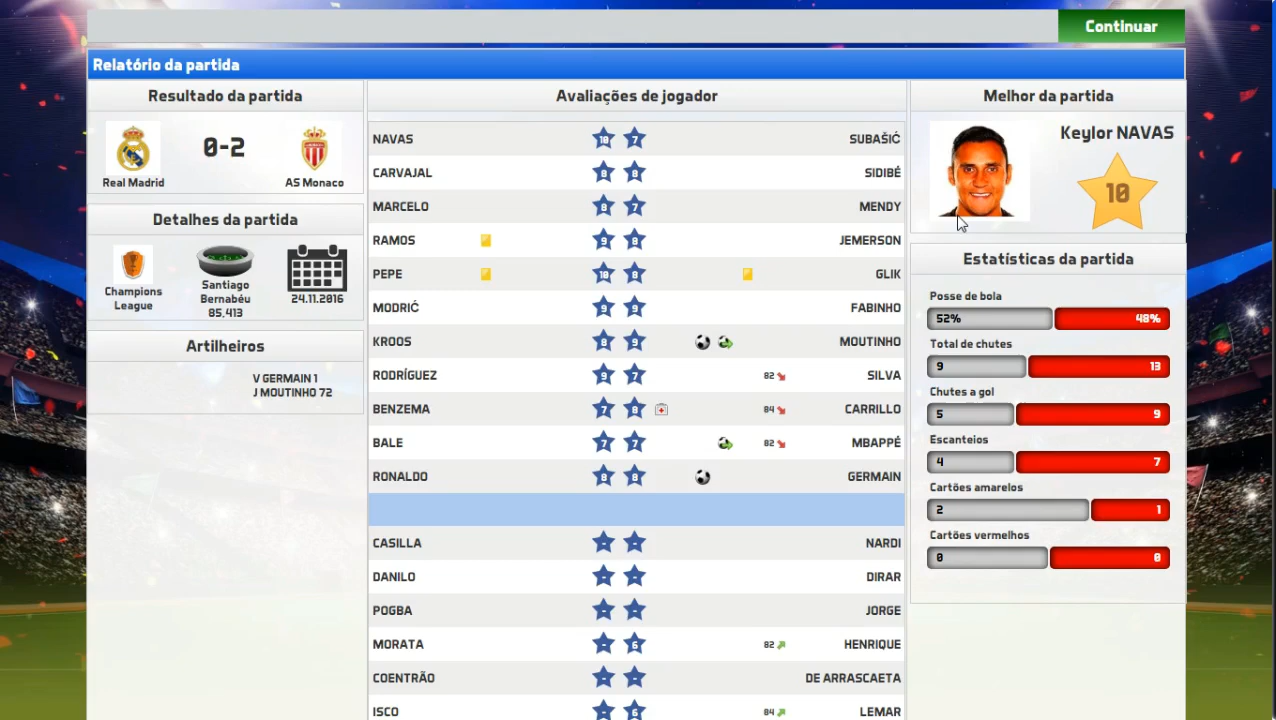 Continuar
Relatório da partida
Resultado da partida
0-2
Real Madrid
AS Monaco
Detalhes da partida
Champions
League
Santiago
Bernabéu
85,413
24.11.2016
Artilheiros
V GERMAIN 1
J MOUTINHO 72
Avaliações de jogador
NAVAS 10 7 SUBAŠIĆ
CARVAJAL 8 8 SIDIBÉ
MARCELO 8 7 MENDY
RAMOS 9 8 JEMERSON
PEPE 10 8 GLIK
MODRIĆ 9 9 FABINHO
KROOS 8 9 MOUTINHO
RODRÍGUEZ 9 7 82 SILVA
BENZEMA 7 8 84 CARRILLO
BALE 7 7 82 MBAPPÉ
RONALDO 8 8 GERMAIN
CASILLA - - NARDI
DANILO - - DIRAR
POGBA - - JORGE
MORATA - 6 82 HENRIQUE
COENTRÃO - - DE ARRASCAETA
ISCO - 6 84 LEMAR
Melhor da partida
Keylor NAVAS
10
Estatísticas da partida
Posse de bola
52% 48%
Total de chutes
9 13
Chutes a gol
5 9
Escanteios
4 7
Cartões amarelos
2 1
Cartões vermelhos
0 0